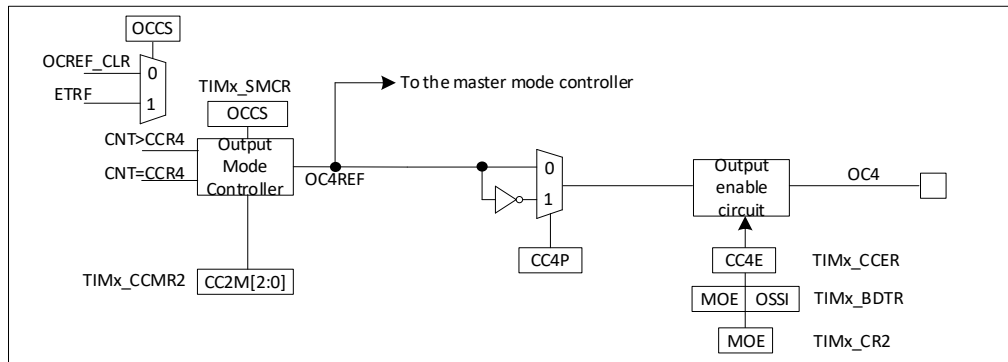 OCCS
OCREF_CLR
0
ETRF
1
To the master mode controller
TIMx_SMCR
OCCS
CNT>CCR4
CNT=CCR4
Output
Mode
Controller
OC4REF
0
1
Output
enable
circuit
OC4
CC4P
CC4E
TIMx_CCER
TIMx_CCMR2
CC2M[2:0]
MOE
OSSI
TIMx_BDTR
MOE
TIMx_CR2